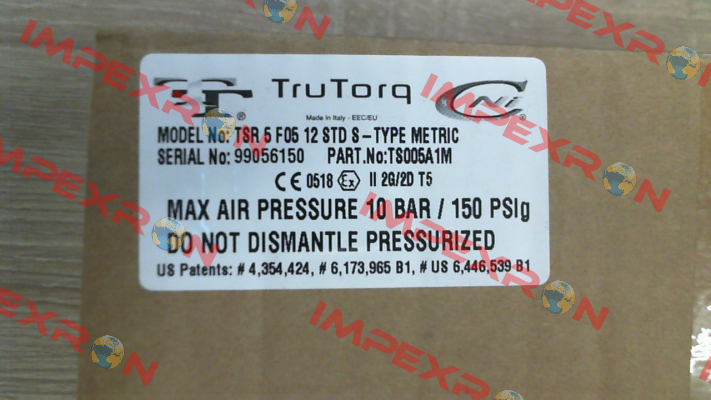 IMPEXRON
TruTorq
Made in Italy - EEC/EU
MODEL No: TSR 5 F05 12 STD S-TYPE METRIC
SERIAL No: 99056150 PART.No:TS005A1M
CE 0518 Ex II 2G/2D T5
MAX AIR PRESSURE 10 BAR / 150 PSIg
DO NOT DISMANTLE PRESSURIZED
US Patents: # 4,354,424, # 6,173,965 B1, # US 6,446,539 B1
IMPEXRON
IMPEXRON
IMPEXRON